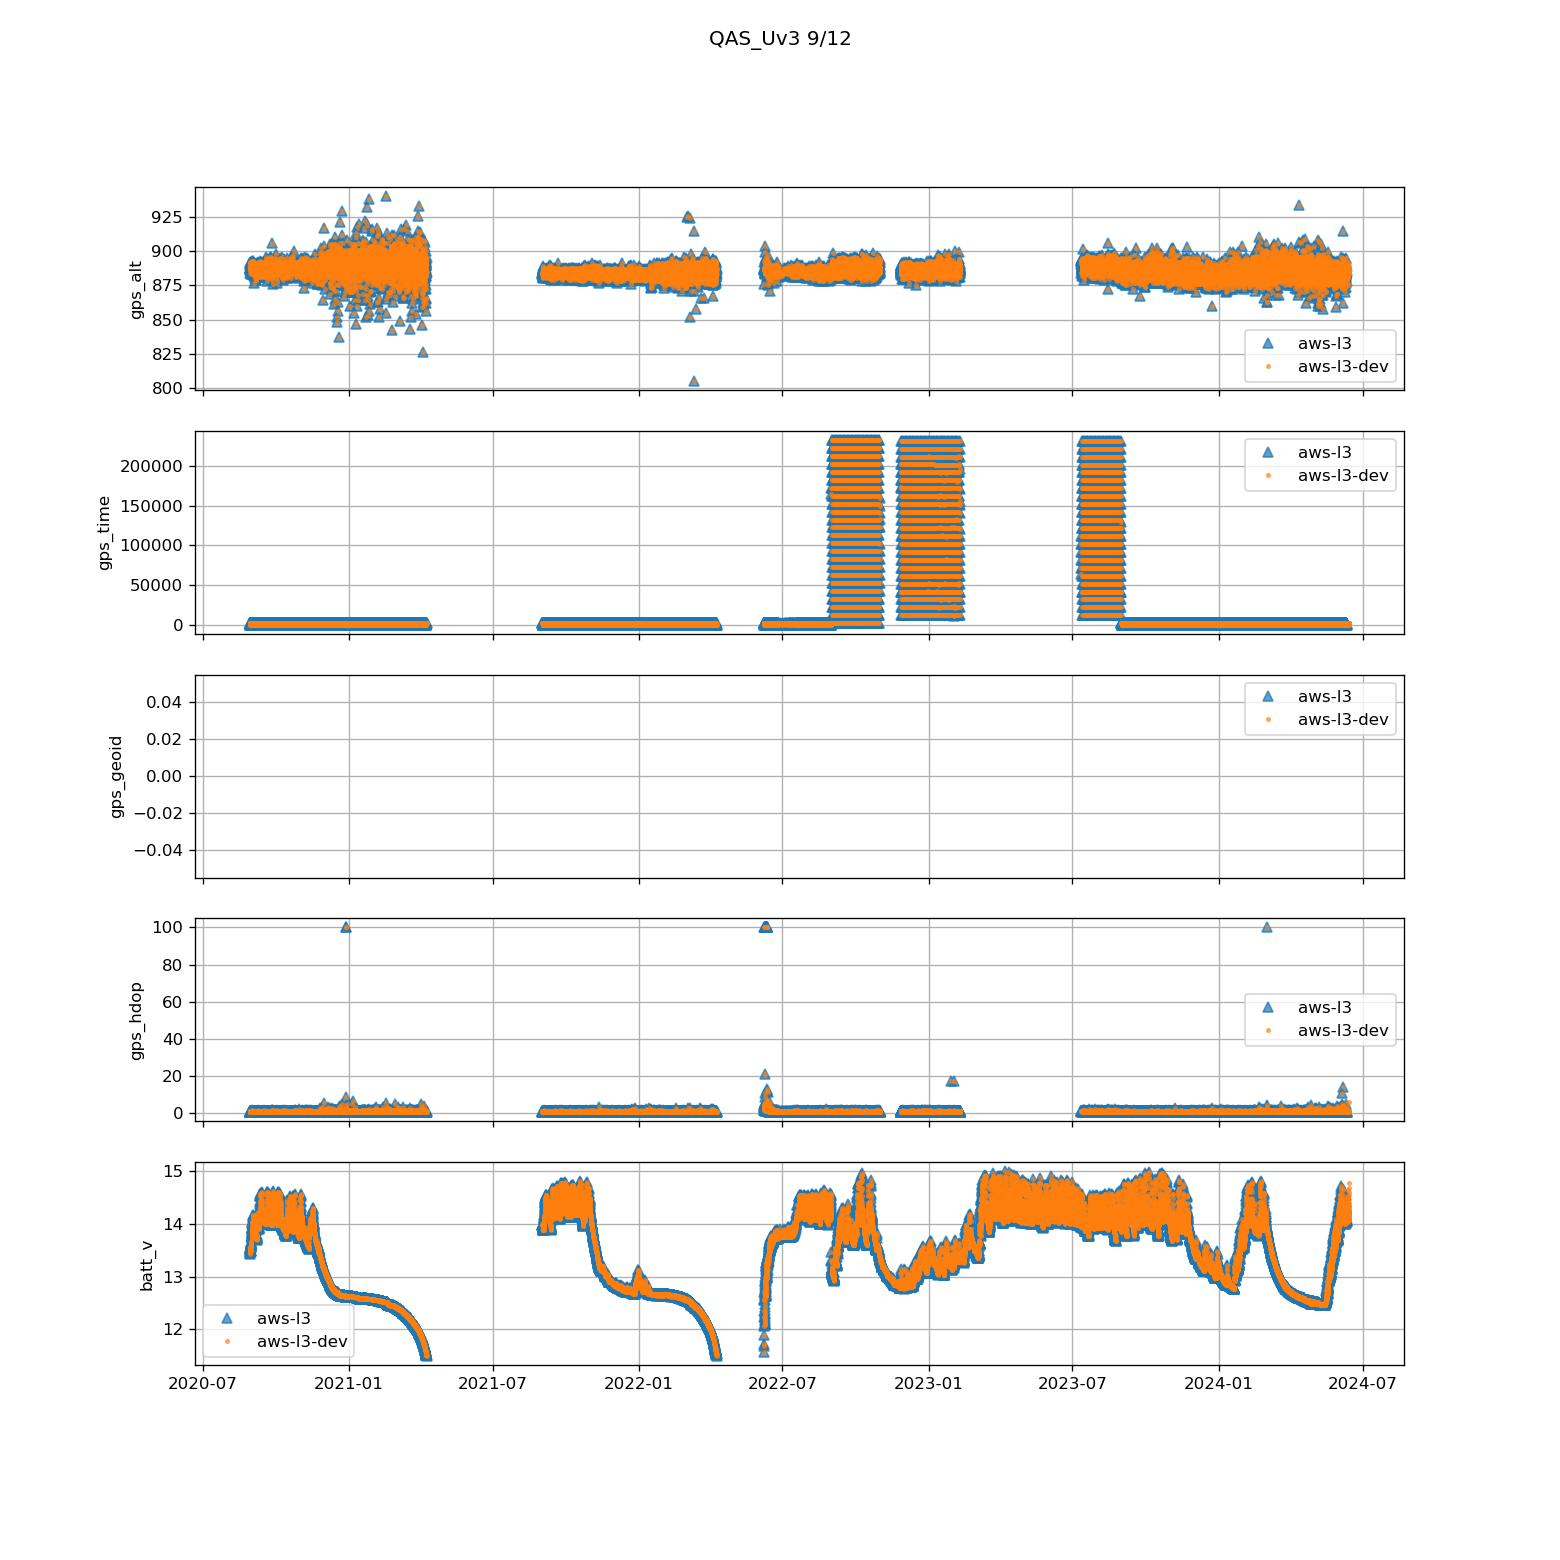 QAS_Uv3 9/12
925
900
875
850
825
800
gps_alt
aws-l3
aws-l3-dev
200000
150000
100000
50000
0
gps_time
aws-l3
aws-l3-dev
0.04
0.02
0.00
−0.02
−0.04
gps_geoid
aws-l3
aws-l3-dev
100
80
60
40
20
0
gps_hdop
aws-l3
aws-l3-dev
15
14
13
12
batt_v
aws-l3
aws-l3-dev
2020-07 2021-01 2021-07 2022-01 2022-07 2023-01 2023-07 2024-01 2024-07